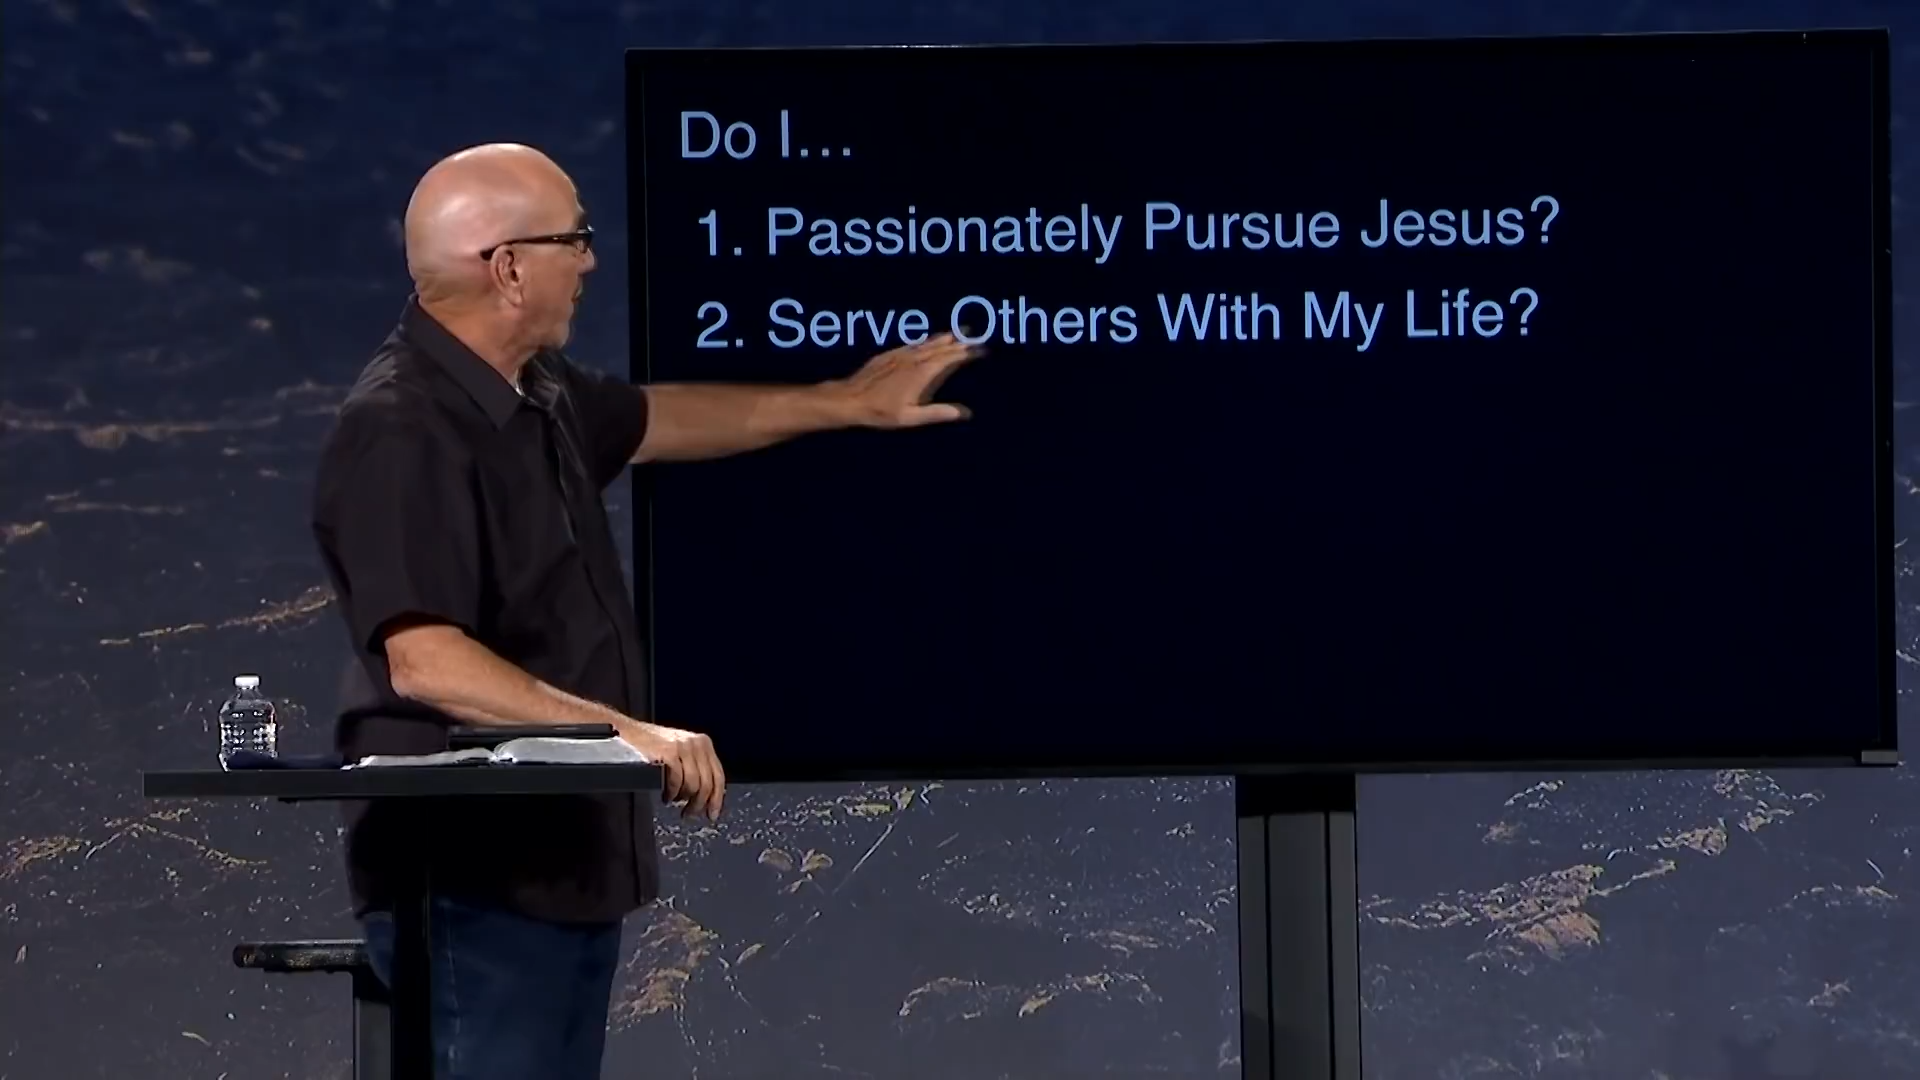 Do I...
1. Passionately Pursue Jesus?
2. Serve Others With My Life?